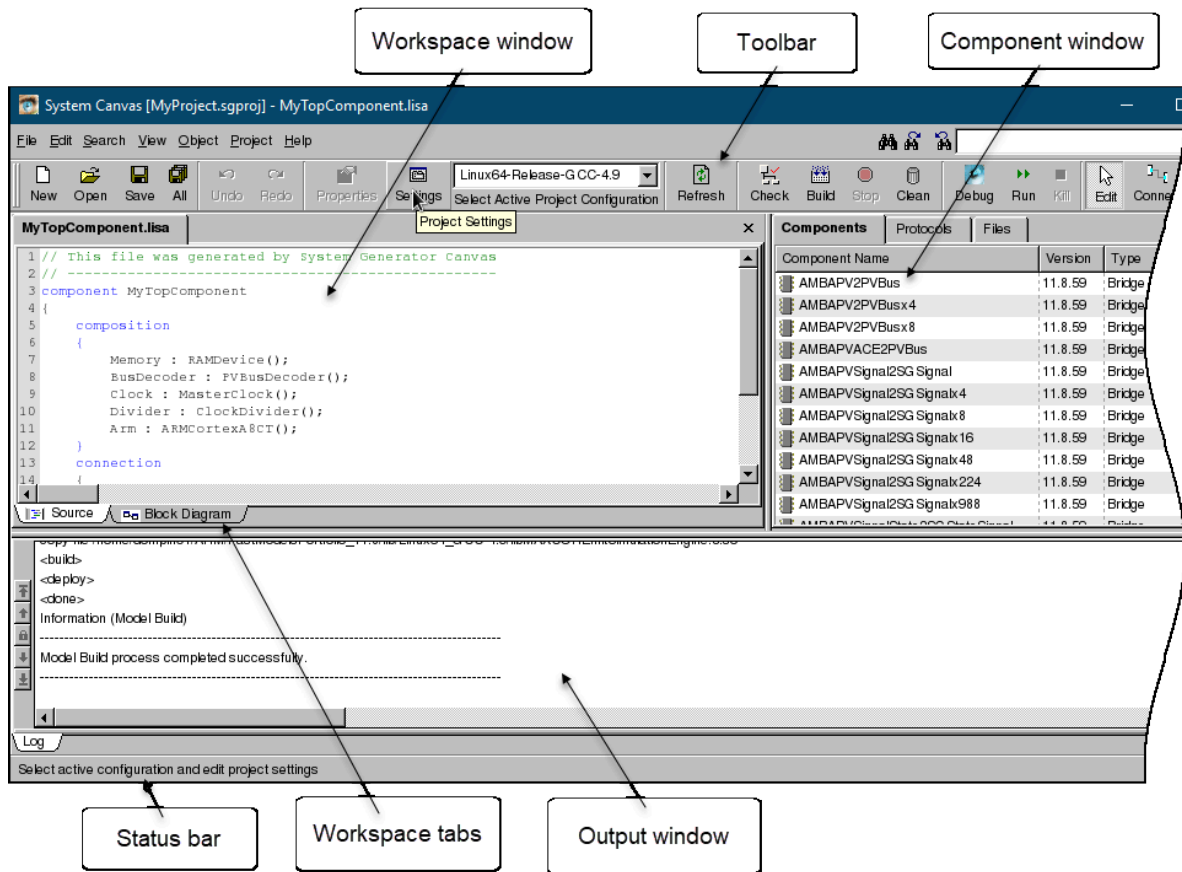 Workspace window
Toolbar
Component window
System Canvas [MyProject.sgproj] - MyTopComponent.lisa
File Edit Search View Object Project Help
New Open Save All Undo Redo Properties Settings Linux64-Release-GCC-4.9 Select Active Project Configuration Refresh Check Build Stop Clean Debug Run Kill Edit Conne
Project Settings
MyTopComponent.lisa
1 // This file was generated by System Generator Canvas
2 // -------------------------------------------------
3 component MyTopComponent
4 {
5 composition
6 {
7 Memory : RAMDevice();
8 BusDecoder : PVBusDecoder();
9 Clock : MasterClock();
10 Divider : ClockDivider();
11 Arm : ARMCortexA8CT();
12 }
13 connection
14 {
Source Block Diagram
Components Protocols Files
Component Name Version Type
AMBAPV2PVBus 11.8.59 Bridge
AMBAPV2PVBusx4 11.8.59 Bridge
AMBAPV2PVBusx8 11.8.59 Bridge
AMBAPVACE2PVBus 11.8.59 Bridge
AMBAPVSignal2SGSignal 11.8.59 Bridge
AMBAPVSignal2SGSignalx4 11.8.59 Bridge
AMBAPVSignal2SGSignalx8 11.8.59 Bridge
AMBAPVSignal2SGSignalx16 11.8.59 Bridge
AMBAPVSignal2SGSignalx48 11.8.59 Bridge
AMBAPVSignal2SGSignalx224 11.8.59 Bridge
AMBAPVSignal2SGSignalx988 11.8.59 Bridge
<build>
<deploy>
<done>
Information (Model Build)
------------------------------------------------------------
Model Build process completed successfully.
------------------------------------------------------------
Log
Select active configuration and edit project settings
Status bar
Workspace tabs
Output window